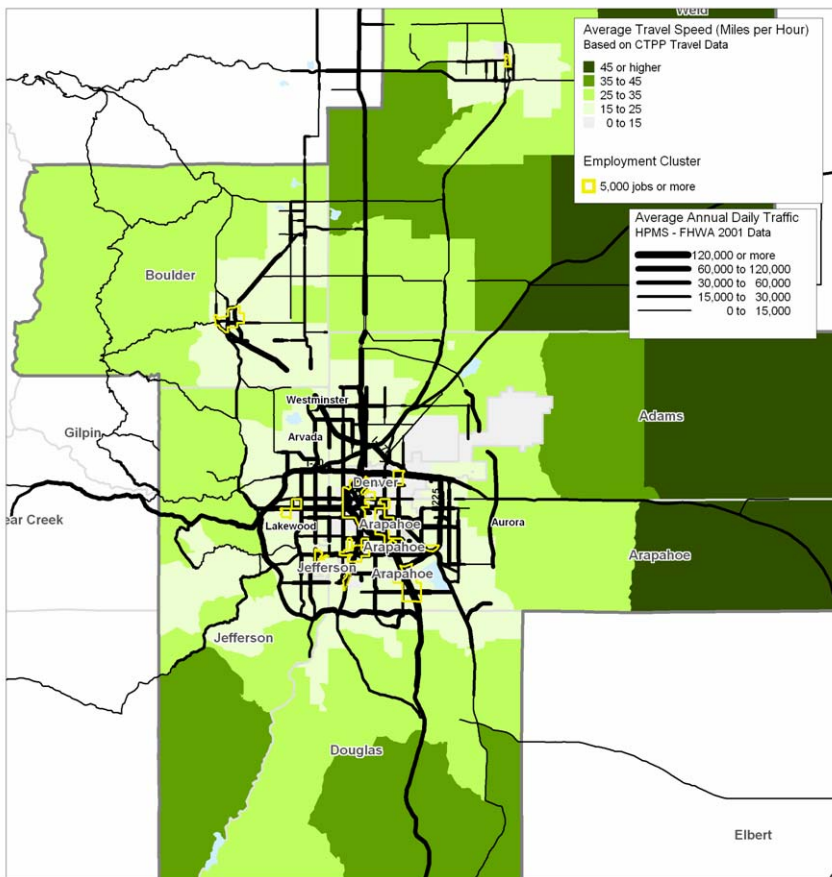 Weld
Average Travel Speed (Miles per Hour)
Based on CTPP Travel Data
45 or higher
35 to 45
25 to 35
15 to 25
0 to 15
Employment Cluster
5,000 jobs or more
Average Annual Daily Traffic
HPMS - FHWA 2001 Data
120,000 or more
60,000 to 120,000
30,000 to 60,000
15,000 to 30,000
0 to 15,000
Boulder
Westminster
Adams
Gilpin
Arvada
Denver
225
ear Creek
Lakewood
Arapahoe
Aurora
Arapahoe
Arapahoe
Jefferson
Arapahoe
Jefferson
Douglas
Elbert